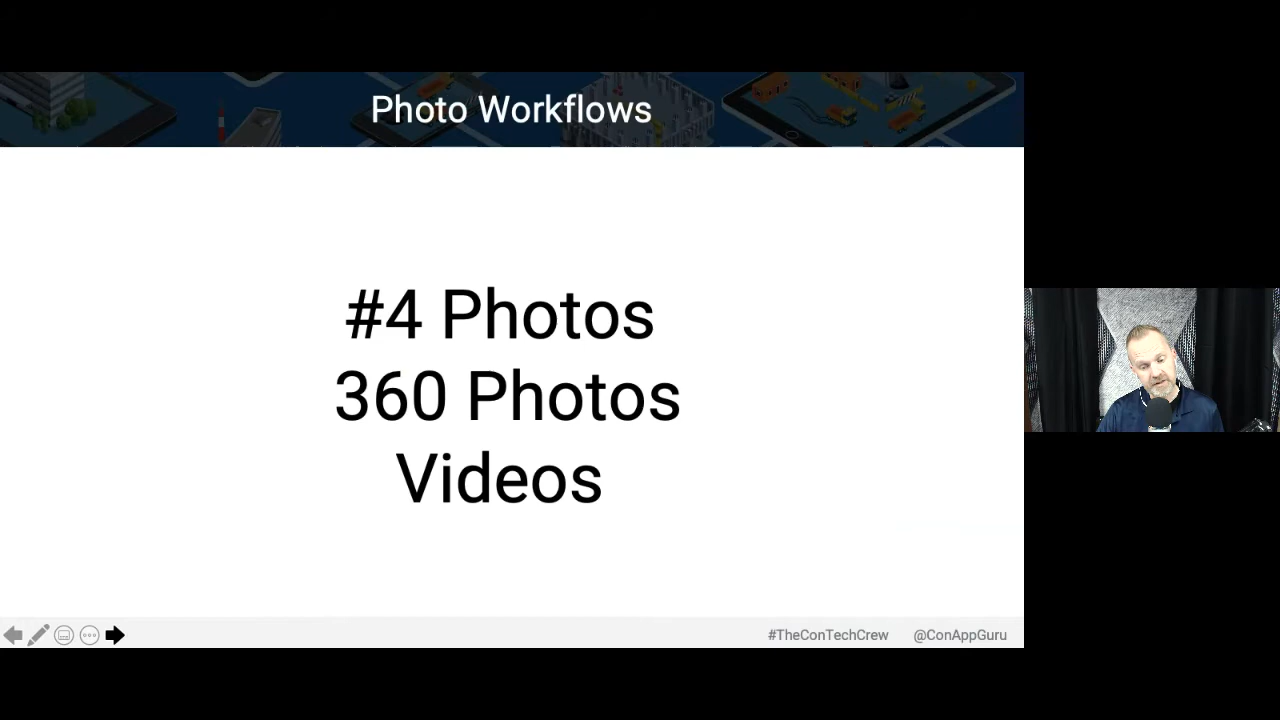 Photo Workflows
#4 Photos
360 Photos
Videos
#TheConTechCrew @ConAppGuru